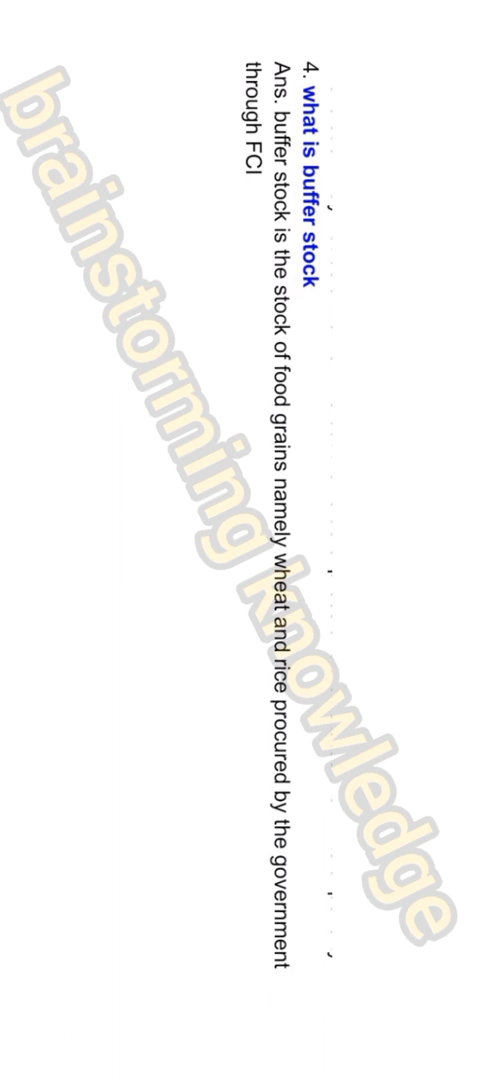 4. what is buffer stock
Ans. buffer stock is the stock of food grains namely wheat and rice procured by the government
through FCI
brainstorming knowledge